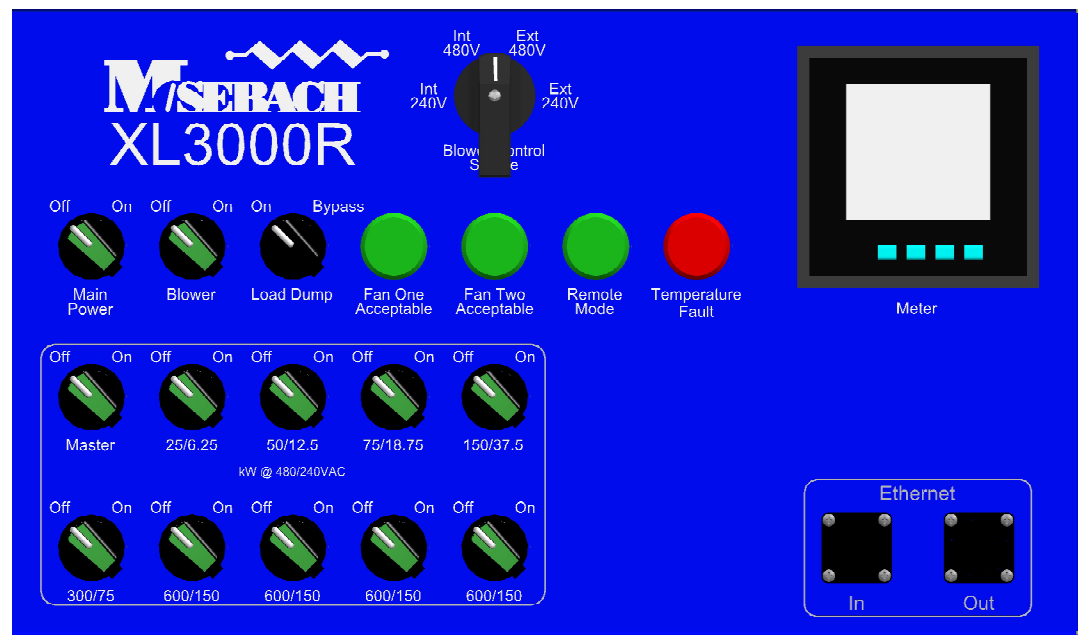 Int
480V
Ext
480V
Int
240V
Ext
240V
MOSEBACH
XL3000R
Off On
Main
Power
Off On
Blower
On Bypass
Load Dump
Fan One
Acceptable
Fan Two
Acceptable
Remote
Mode
Temperature
Fault
Meter
Off On
Master
Off On
25/6.25
Off On
50/12.5
Off On
75/18.75
Off On
150/37.5
kW @ 480/240VAC
Off On
300/75
Off On
600/150
Off On
600/150
Off On
600/150
Off On
600/150
Ethernet
In
Out